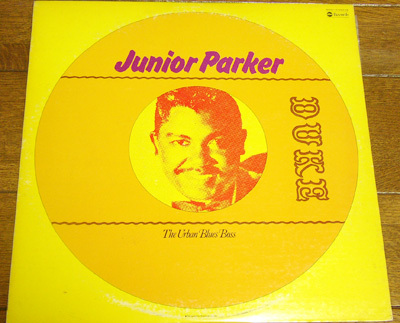 Junior Parker
DUKE
The Urban 'Blues' Boss